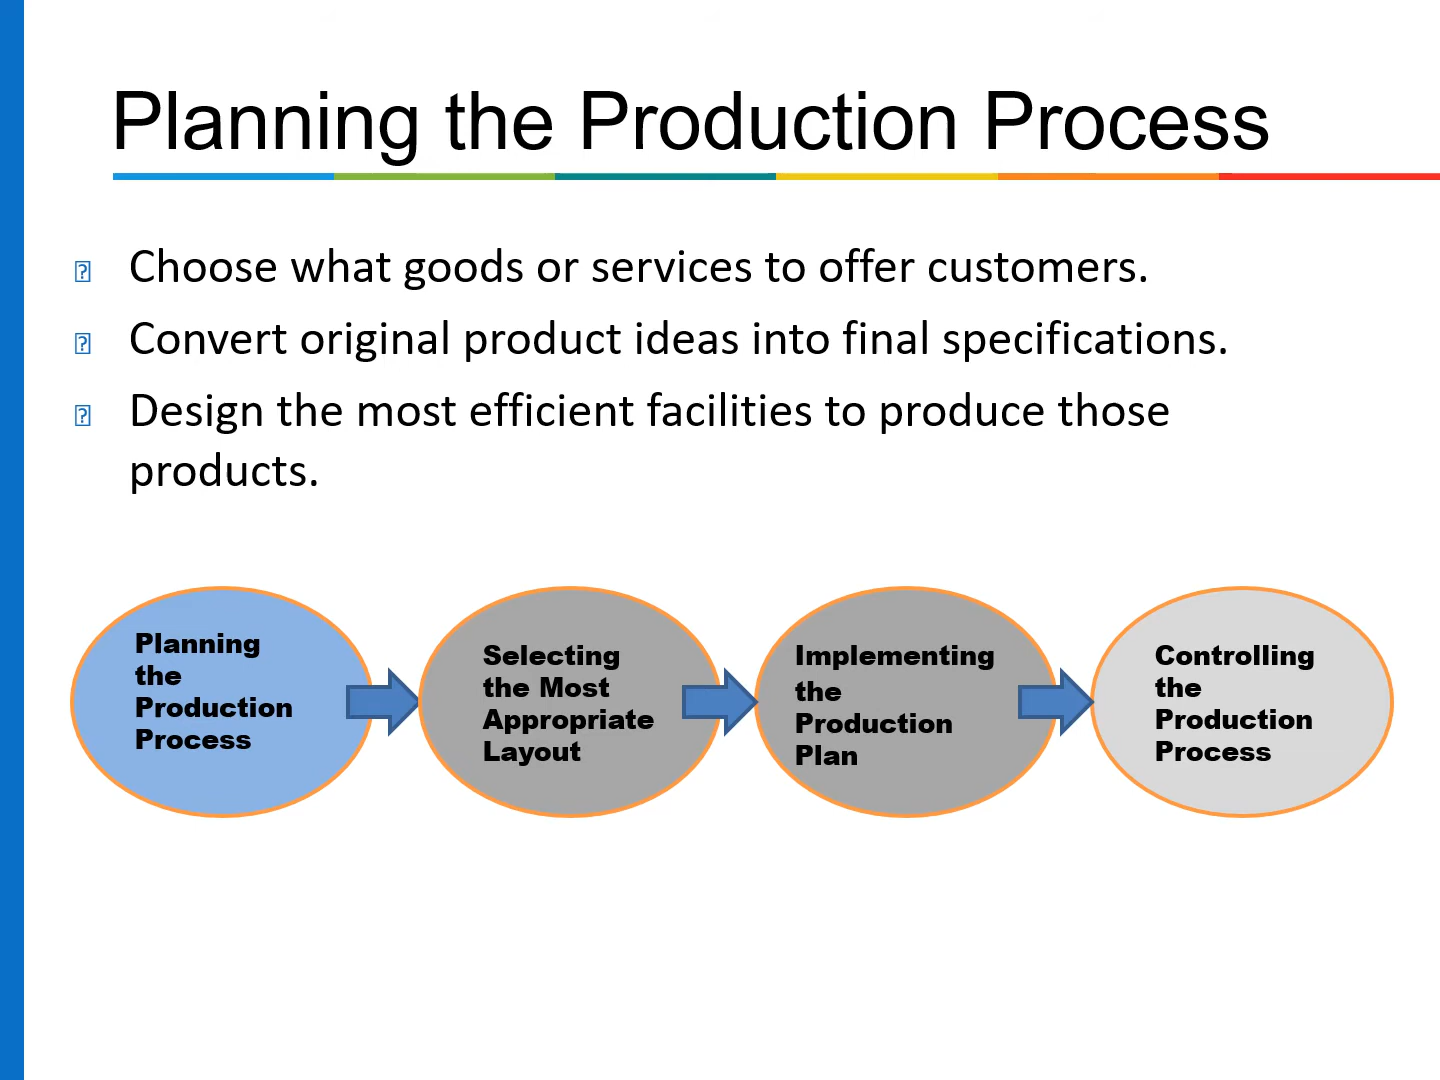 Planning the Production Process
Choose what goods or services to offer customers.
Convert original product ideas into final specifications.
Design the most efficient facilities to produce those
products.
Planning
the
Production
Process
Selecting
the Most
Appropriate
Layout
Implementing
the
Production
Plan
Controlling
the
Production
Process